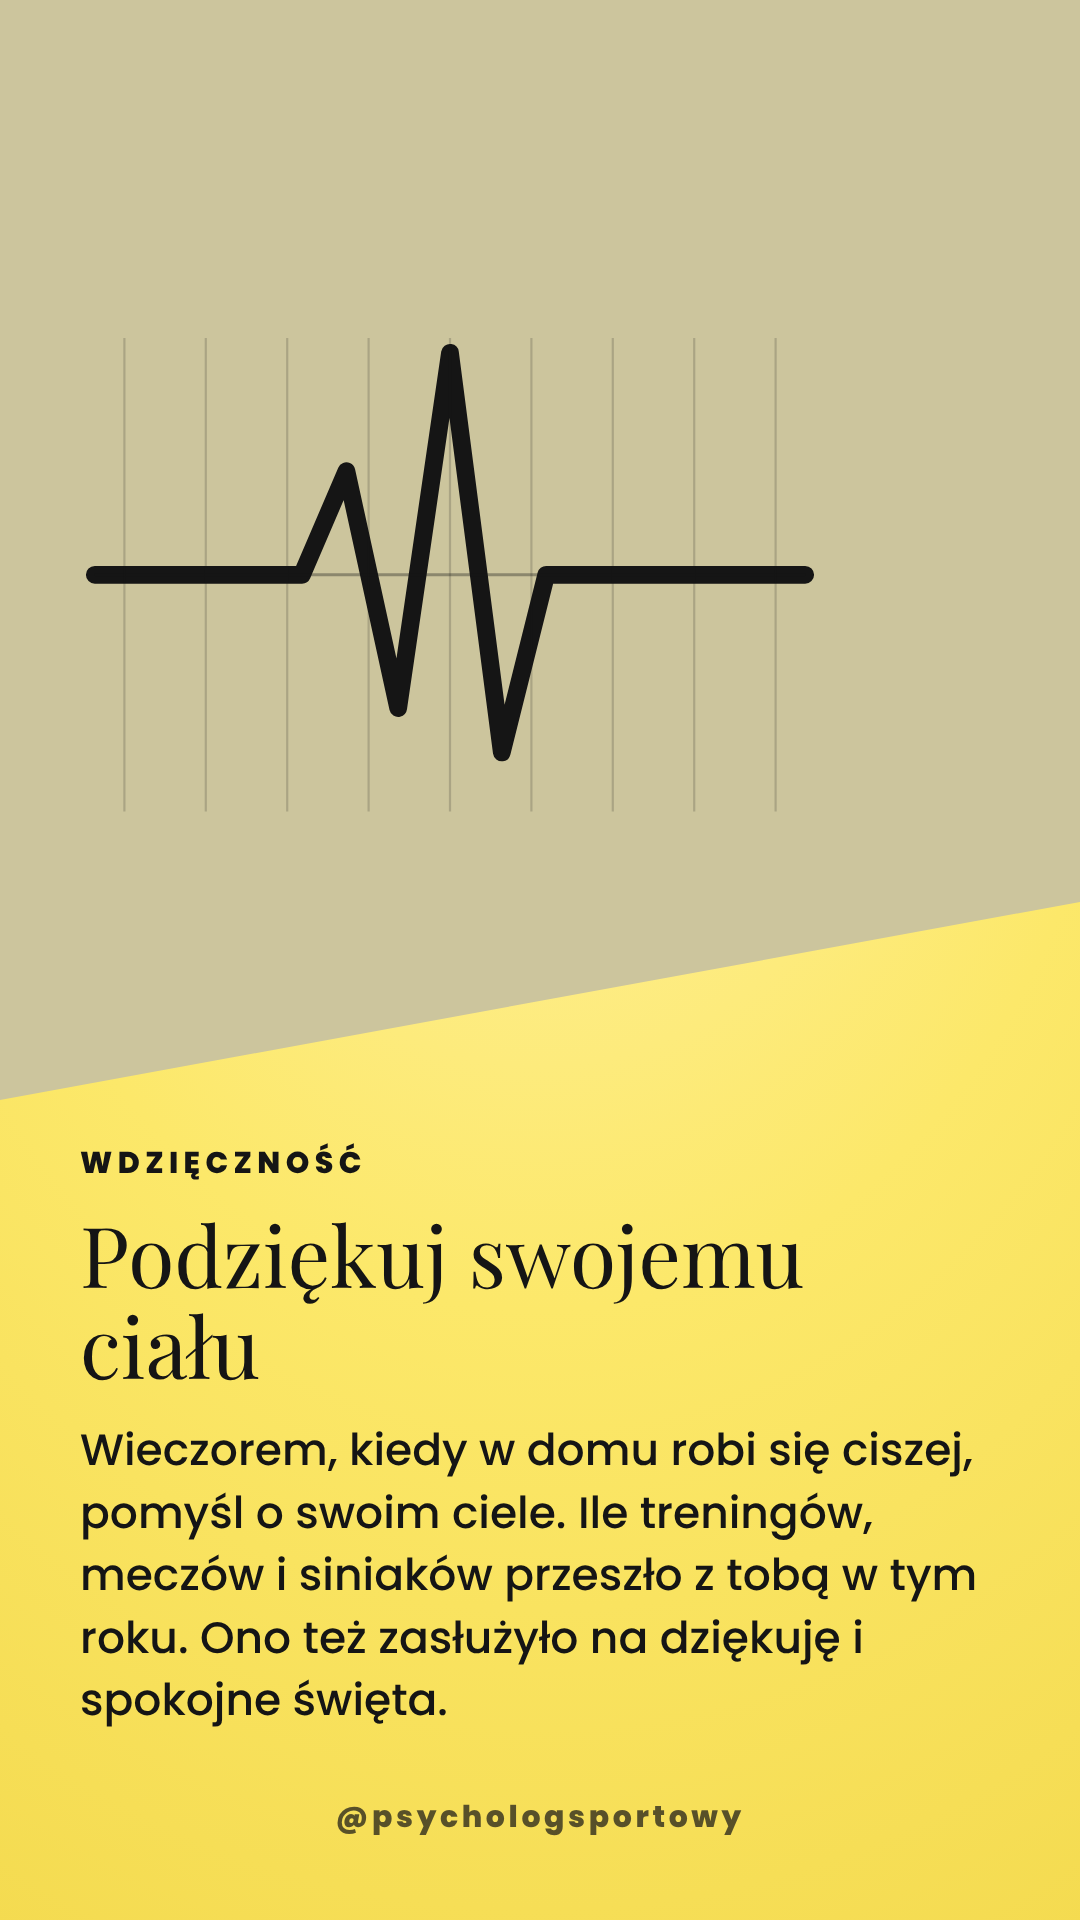 WDZIĘCZNOŚĆ
Podziękuj swojemu
ciału
Wieczorem, kiedy w domu robi się ciszej,
pomyśl o swoim ciele. Ile treningów,
meczów i siniaków przeszło z tobą w tym
roku. Ono też zasłużyło na dziękuję i
spokojne święta.
@psychologsportowy